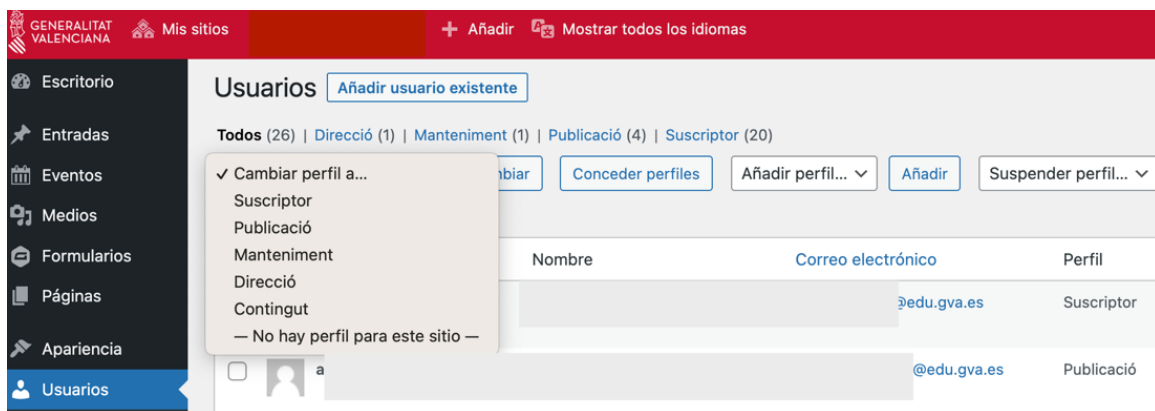 GENERALITAT
VALENCIANA
Mis sitios
Añadir
Mostrar todos los idiomas
Escritorio
Entradas
Eventos
Medios
Formularios
Páginas
Apariencia
Usuarios
Usuarios
Añadir usuario existente
Todos (26) | Direcció (1) | Manteniment (1) | Publicació (4) | Suscriptor (20)
✓ Cambiar perfil a...
Suscriptor
Publicació
Manteniment
Direcció
Contingut
— No hay perfil para este sitio —
Conceder perfiles
Añadir perfil...
Añadir
Suspender perfil...
Nombre
Correo electrónico
Perfil
@edu.gva.es
Suscriptor
a
@edu.gva.es
Publicació